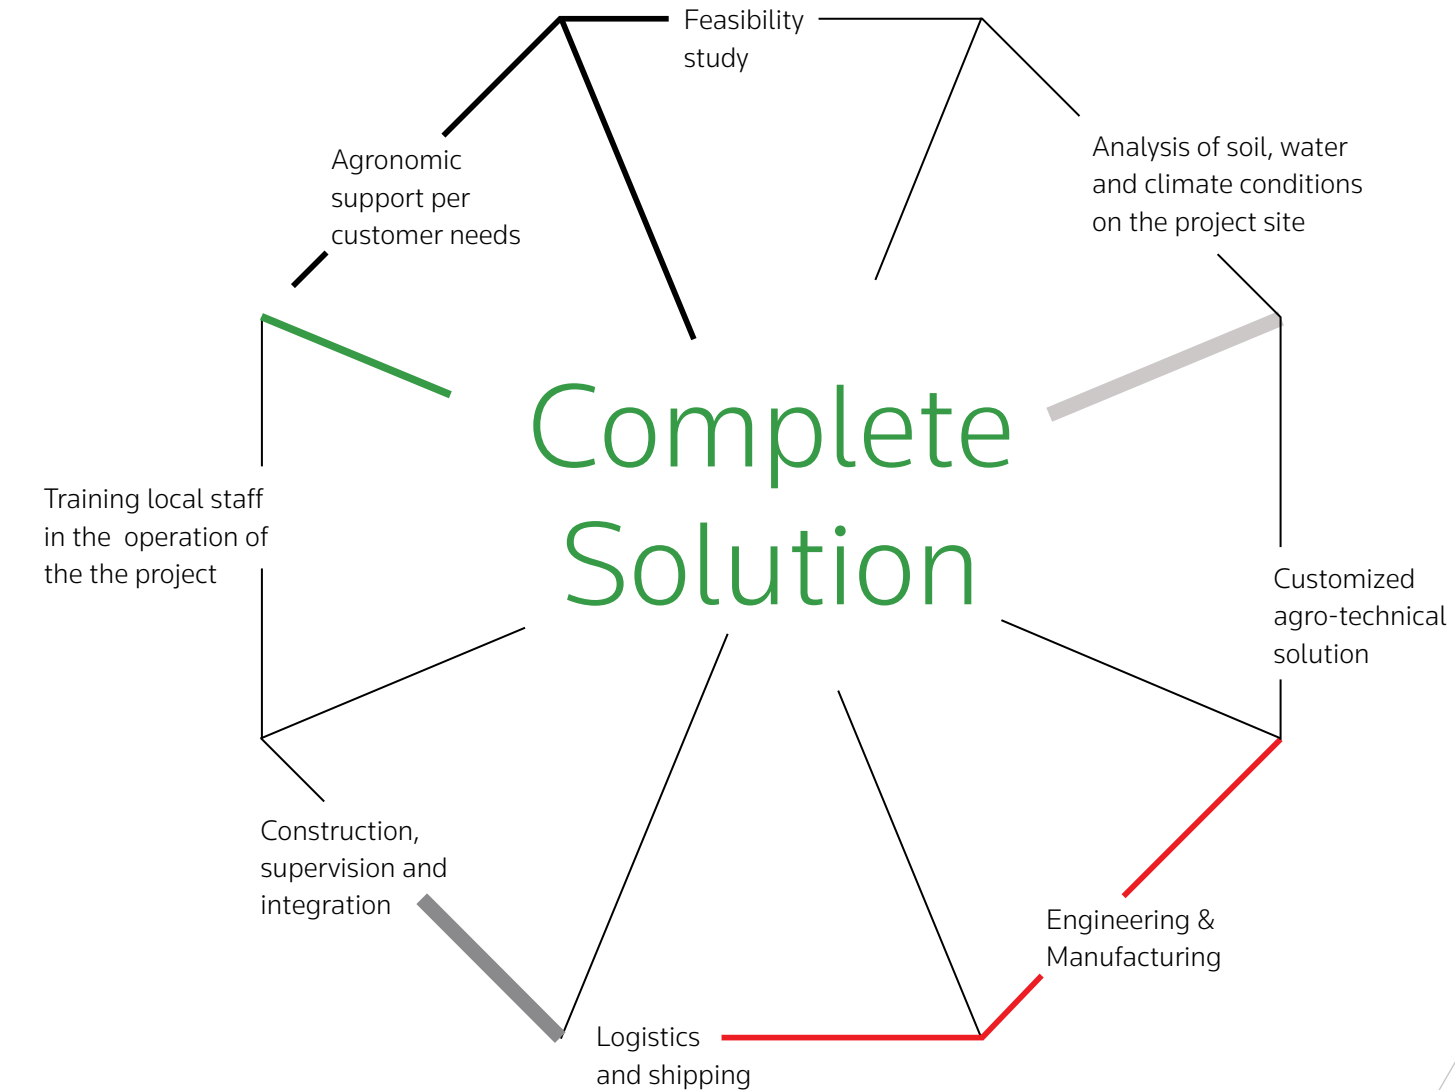 Feasibility
study
Analysis of soil, water
and climate conditions
on the project site
Agronomic
support per
customer needs
Complete
Solution
Training local staff
in the  operation of
the the project
Customized
agro-technical
solution
Construction,
supervision and
integration
Engineering &
Manufacturing
Logistics
and shipping